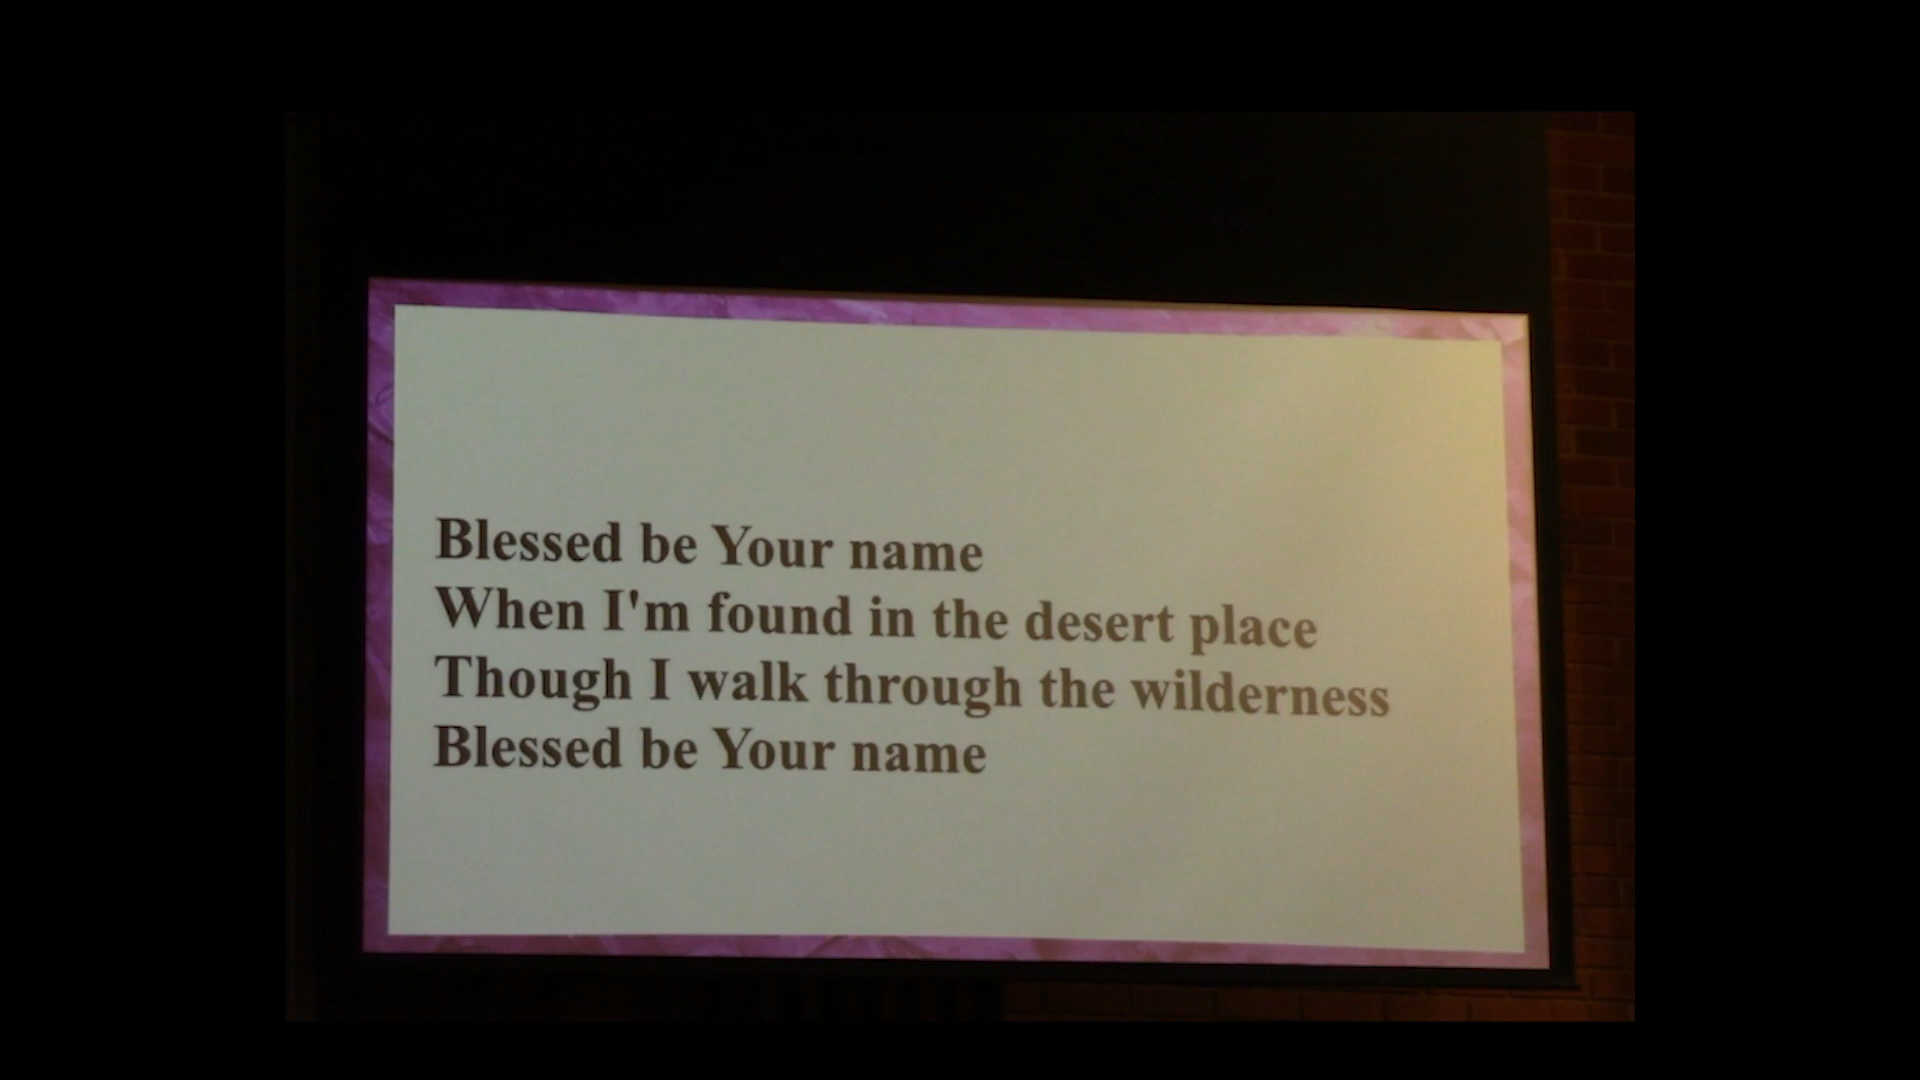 Blessed be Your name
When I'm found in the desert place
Though I walk through the wilderness
Blessed be Your name